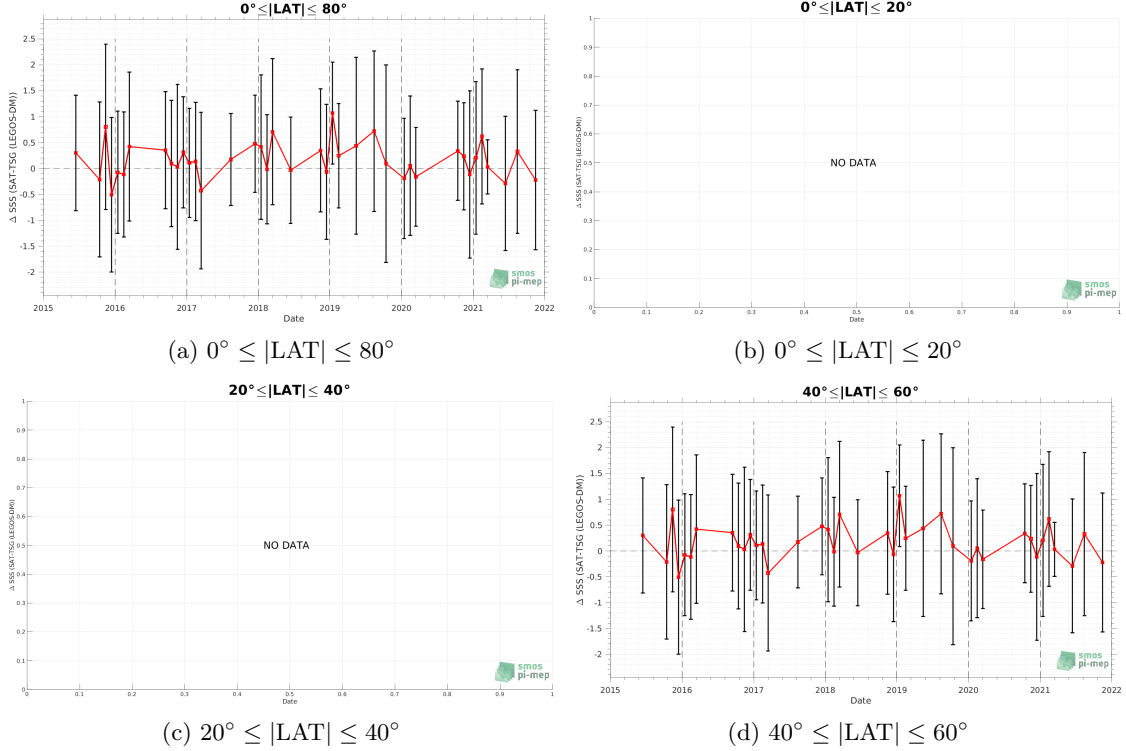 0°≤|LAT|≤ 80°
Δ SSS (SAT-TSG (LEGOS-DM))
2.5
2
1.5
1
0.5
0
-0.5
-1
-1.5
-2
2015 2016 2017 2018 2019 2020 2021 2022
Date
smos
pi-mep
(a) 0° ≤ |LAT| ≤ 80°
0°≤|LAT|≤ 20°
Δ SSS (SAT-TSG (LEGOS-DM))
1
0.9
0.8
0.7
0.6
0.5
0.4
0.3
0.2
0.1
0
NO DATA
0 0.1 0.2 0.3 0.4 0.5 0.6 0.7 0.8 0.9 1
Date
smos
pi-mep
(b) 0° ≤ |LAT| ≤ 20°
20°≤|LAT|≤ 40°
Δ SSS (SAT-TSG (LEGOS-DM))
1
0.9
0.8
0.7
0.6
0.5
0.4
0.3
0.2
0.1
0
NO DATA
0 0.1 0.2 0.3 0.4 0.5 0.6 0.7 0.8 0.9 1
Date
smos
pi-mep
(c) 20° ≤ |LAT| ≤ 40°
40°≤|LAT|≤ 60°
Δ SSS (SAT-TSG (LEGOS-DM))
2.5
2
1.5
1
0.5
0
-0.5
-1
-1.5
-2
2015 2016 2017 2018 2019 2020 2021 2022
Date
smos
pi-mep
(d) 40° ≤ |LAT| ≤ 60°